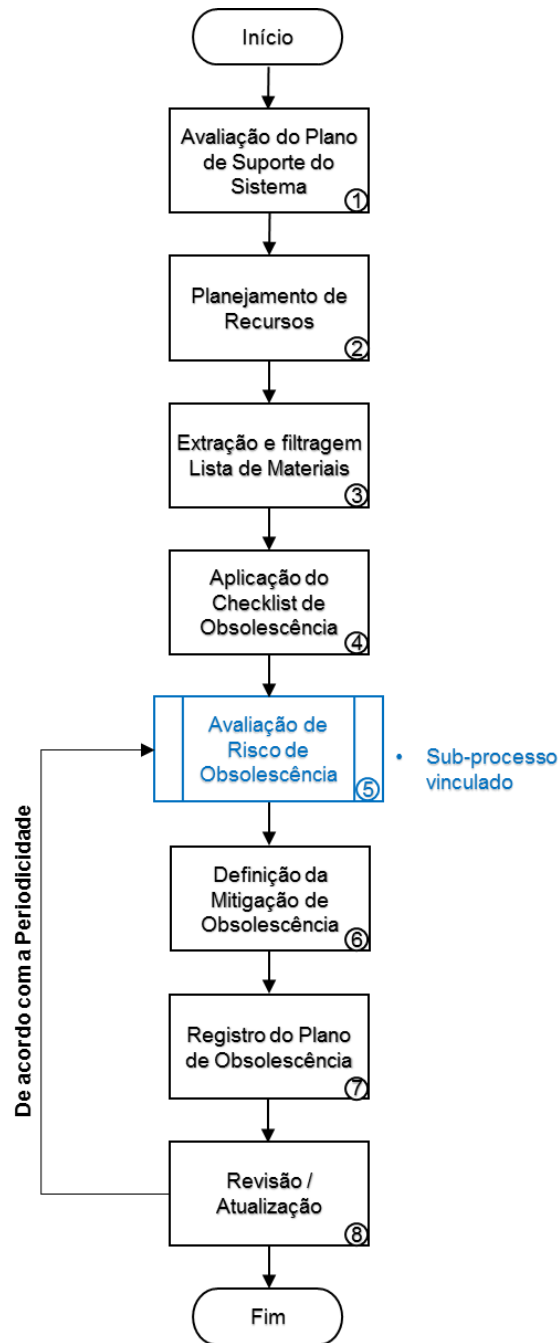 Início
Avaliação do Plano
de Suporte do
Sistema
1
Planejamento de
Recursos
2
Extração e filtragem
Lista de Materiais
3
Aplicação do
Checklist de
Obsolescência
4
Avaliação de
Risco de
Obsolescência
5
• Sub-processo
vinculado
Definição da
Mitigação de
Obsolescência
6
Registro do Plano
de Obsolescência
7
De acordo com a Periodicidade
Revisão /
Atualização
8
Fim